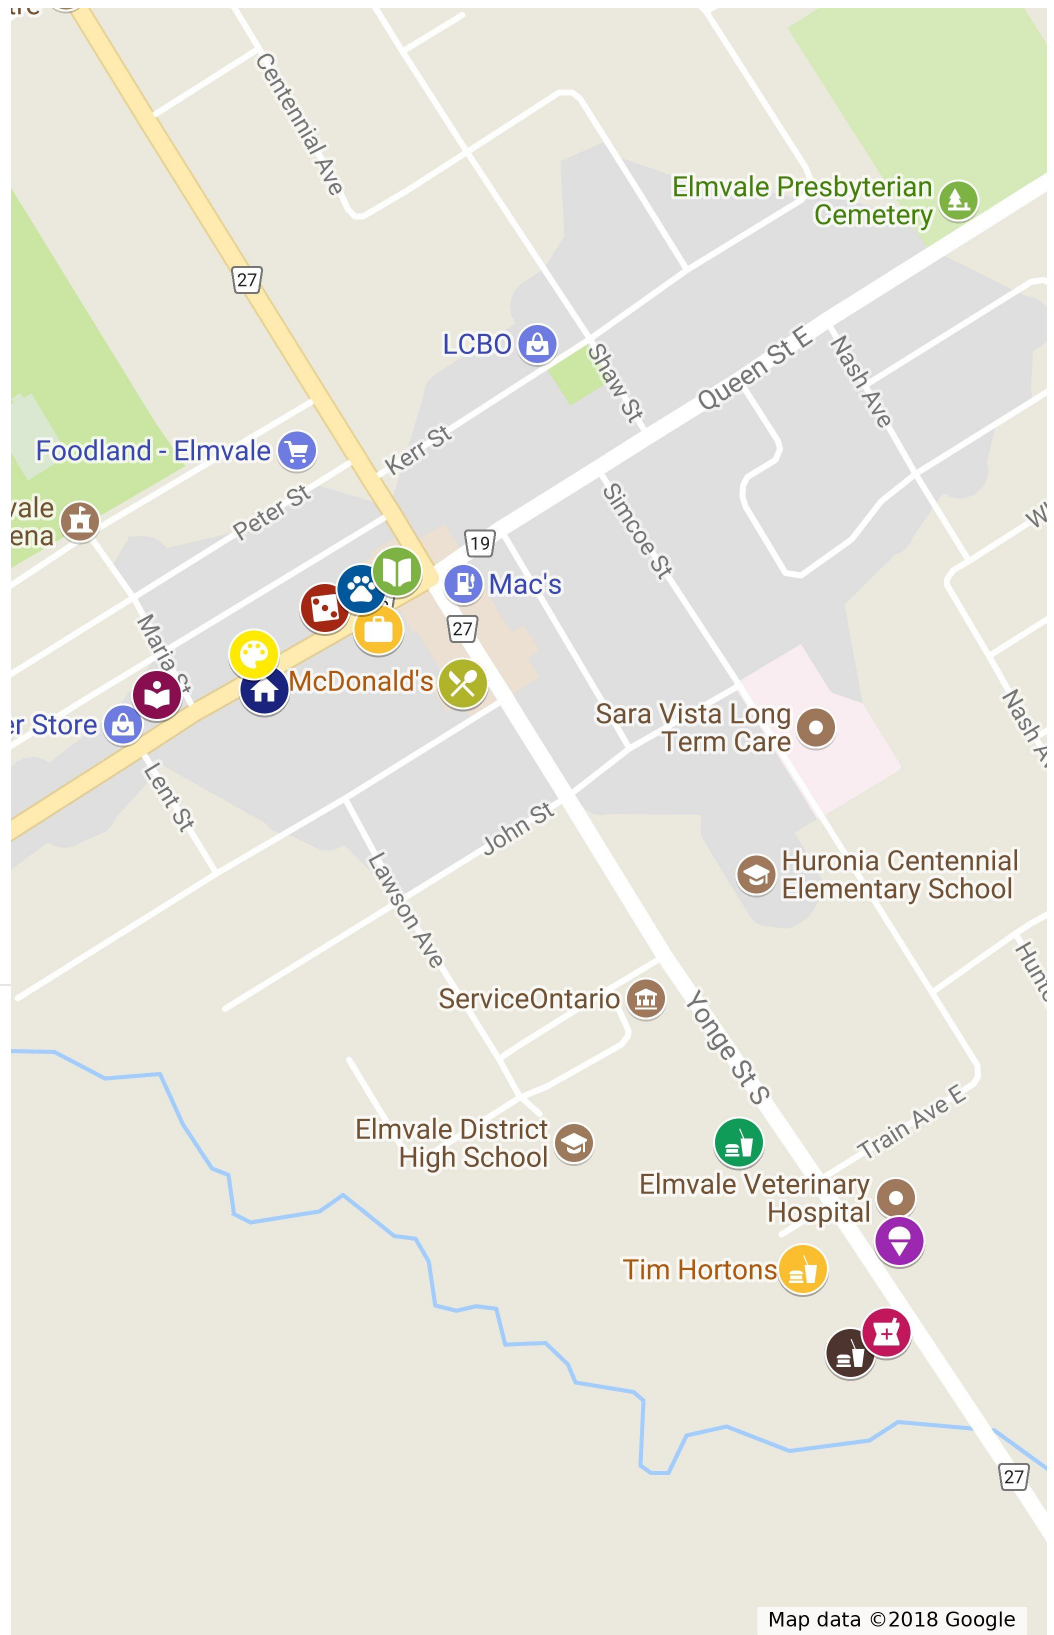 Centennial Ave
Elmvale Presbyterian
Cemetery
27
LCBO
Shaw St
Queen St E
Nash Ave
Kerr St
Foodland - Elmvale
Peter St
Simcoe St
19
Mac's
27
Maria St
McDonald's
Sara Vista Long
Term Care
Lent St
John St
Lawson Ave
Huronia Centennial
Elementary School
ServiceOntario
Yonge St S
Elmvale District
High School
Train Ave E
Elmvale Veterinary
Hospital
Tim Hortons
27
Map data ©2018 Google